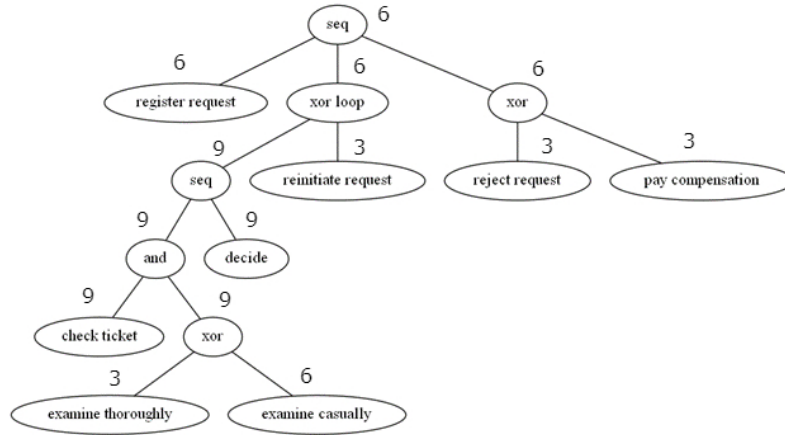 seq 6
6 6 6
register request xor loop xor
9 3 3 3
seq reinitiate request reject request pay compensation
9 9
and decide
9 9
check ticket xor
3 6
examine thoroughly examine casually